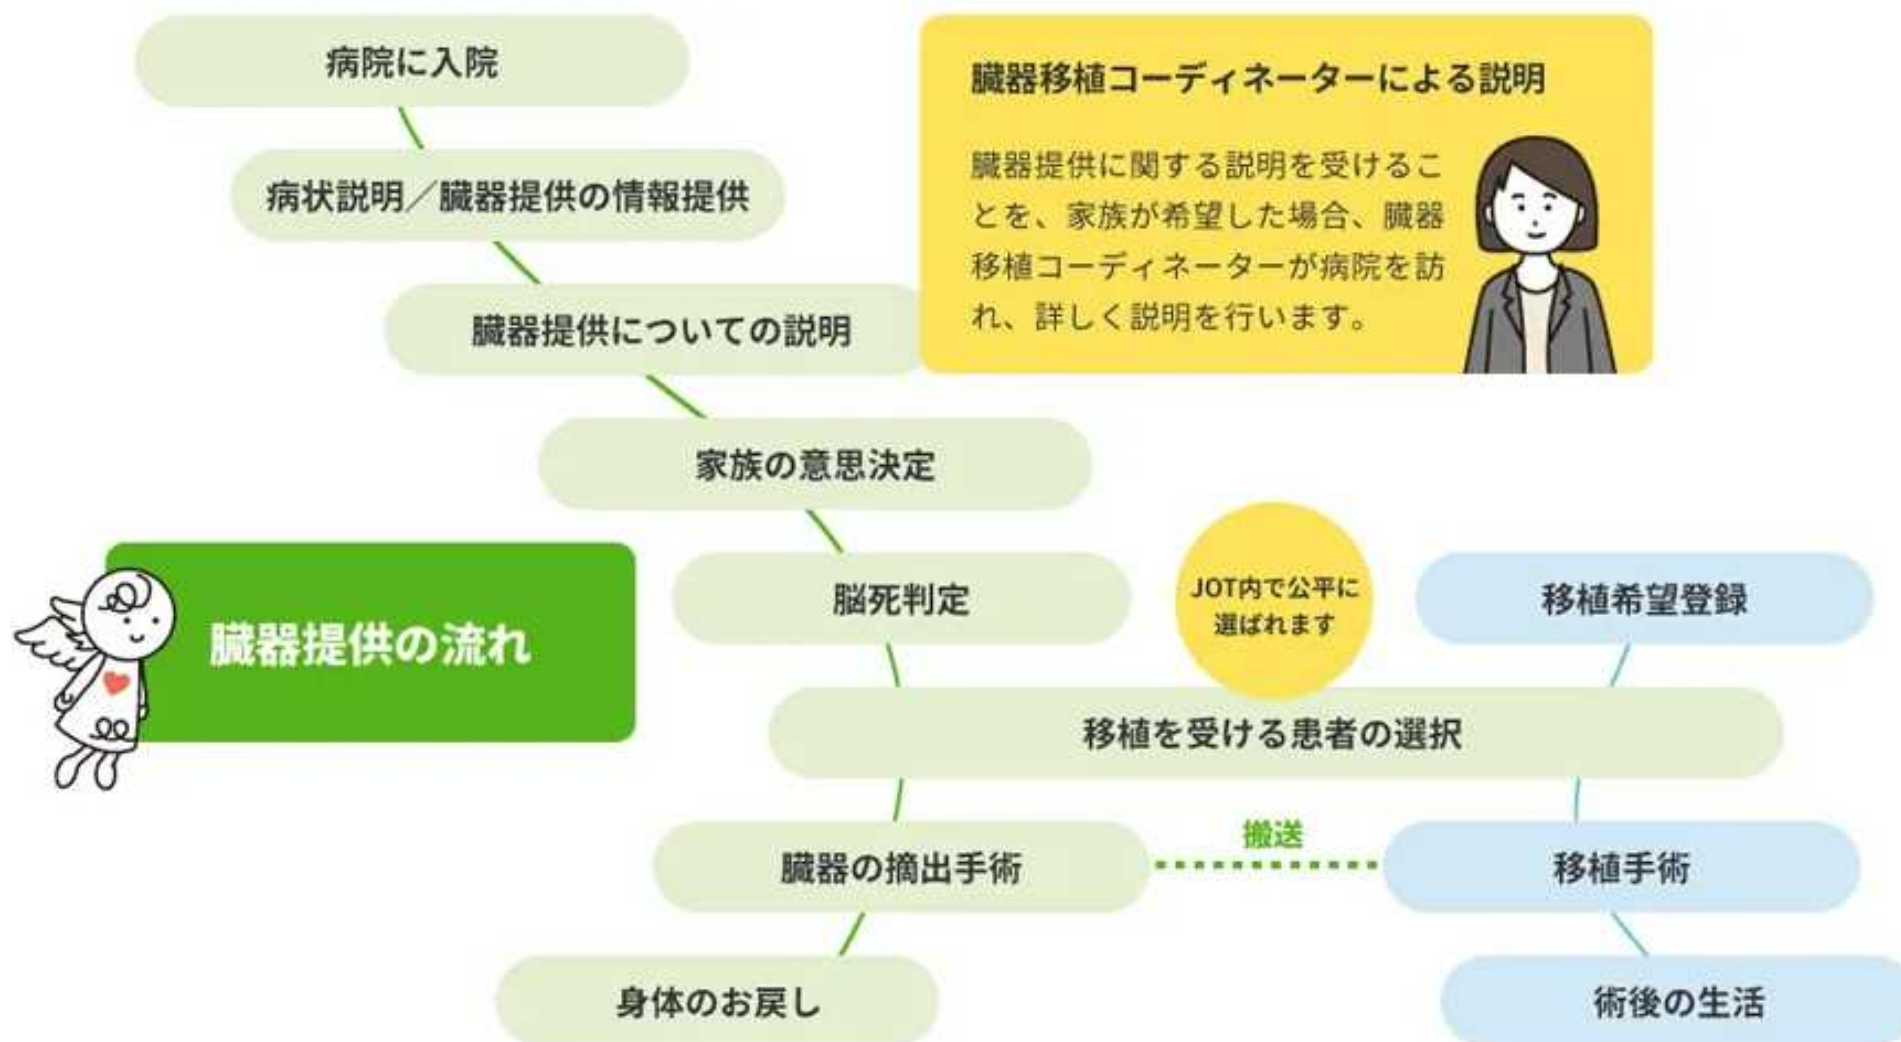 病院に入院
病状説明／臓器提供の情報提供
臓器提供についての説明
臓器移植コーディネーターによる説明
臓器提供に関する説明を受けるこ
とを、家族が希望した場合、臓器
移植コーディネーターが病院を訪
れ、詳しく説明を行います。
家族の意思決定
臓器提供の流れ
脳死判定
JOT内で公平に
選ばれます
移植希望登録
移植を受ける患者の選択
臓器の摘出手術
搬送
移植手術
身体のお戻し
術後の生活